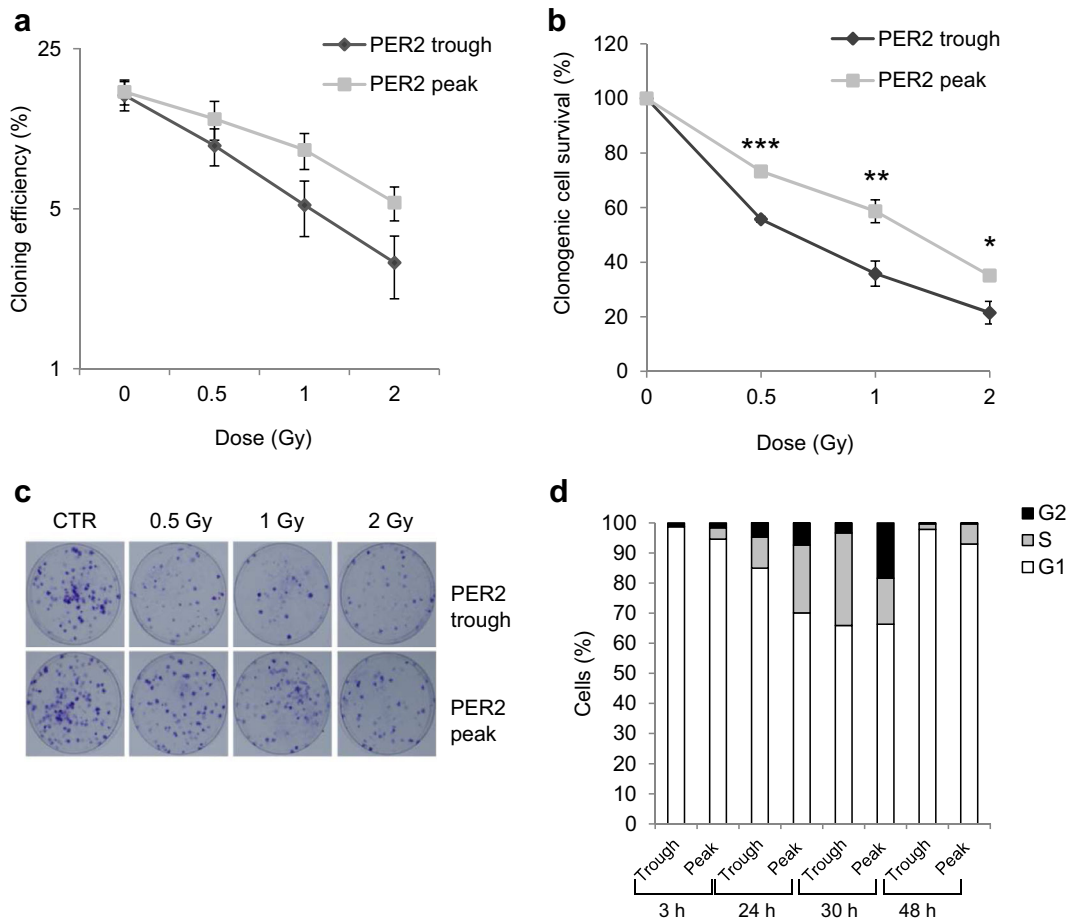 a
25
5
1
Cloning efficiency (%)
0 0.5 1 2
Dose (Gy)
PER2 trough
PER2 peak
b
120
100
80
60
40
20
0
Clonogenic cell survival (%)
***
**
*
0 0.5 1 2
Dose (Gy)
PER2 trough
PER2 peak
c
CTR 0.5 Gy 1 Gy 2 Gy
PER2
trough
PER2
peak
d
100
90
80
70
60
50
40
30
20
10
0
Cells (%)
G2
S
G1
Trough Peak Trough Peak Trough Peak Trough Peak
3 h 24 h 30 h 48 h